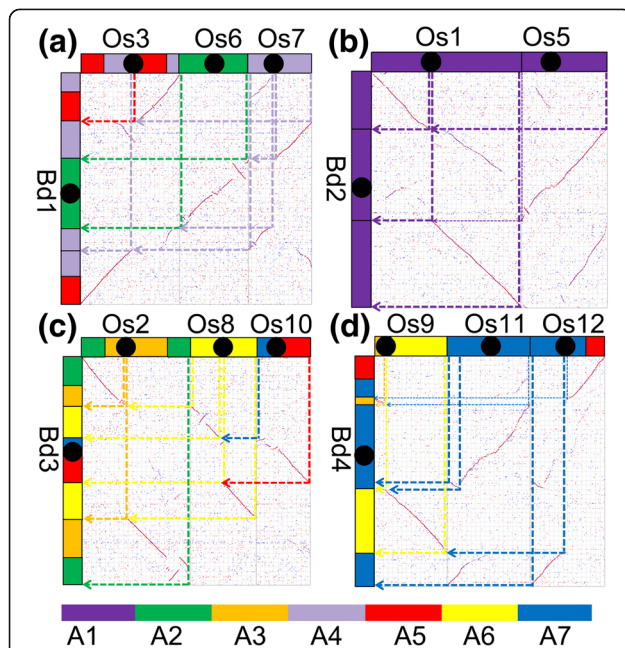 (a) Os3 Os6 Os7
Bd1
(b) Os1 Os5
Bd2
(c) Os2 Os8 Os10
Bd3
(d) Os9 Os11 Os12
Bd4
A1 A2 A3 A4 A5 A6 A7